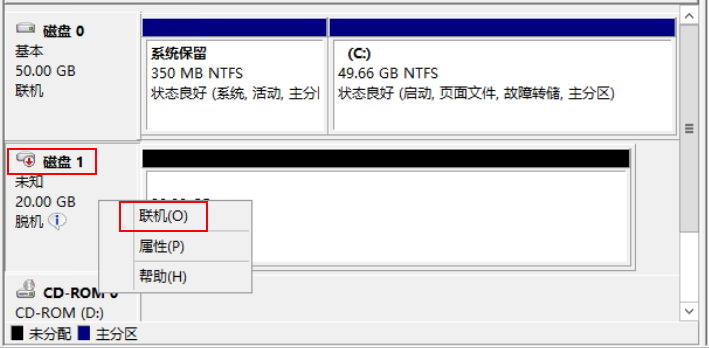 磁盘 0
基本
50.00 GB
联机
系统保留
350 MB NTFS
状态良好 (系统, 活动, 主分
(C:)
49.66 GB NTFS
状态良好 (启动, 页面文件, 故障转储, 主分区)
磁盘 1
未知
20.00 GB
脱机
联机(O)
属性(P)
帮助(H)
CD-ROM 0
CD-ROM (D:)
未分配
主分区